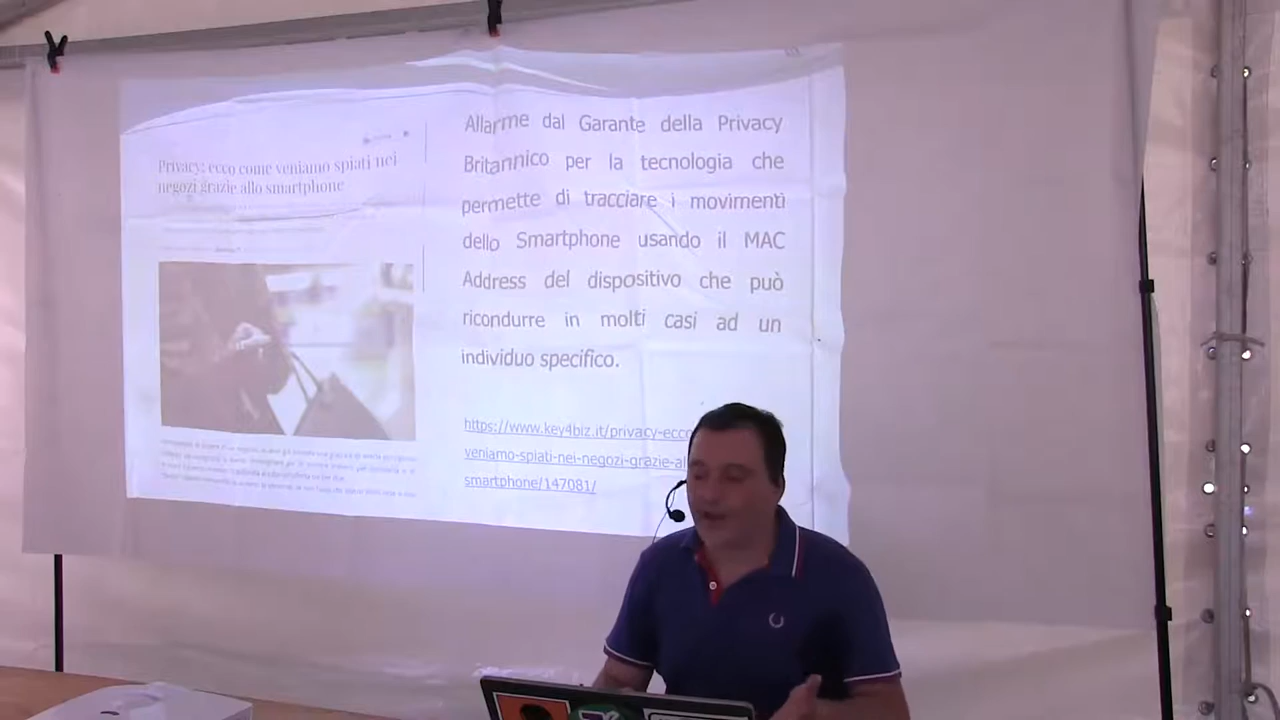 Privacy: ecco come veniamo spiati nei
negozi grazie allo smartphone
Allarme dal Garante della Privacy
Britannico per la tecnologia che
permette di tracciare i movimenti
dello Smartphone usando il MAC
Address del dispositivo che può
ricondurre in molti casi ad un
individuo specifico.
https://www.key4biz.it/privacy-ecco
veniamo-spiati-nei-negozi-grazie-al
smartphone/147081/